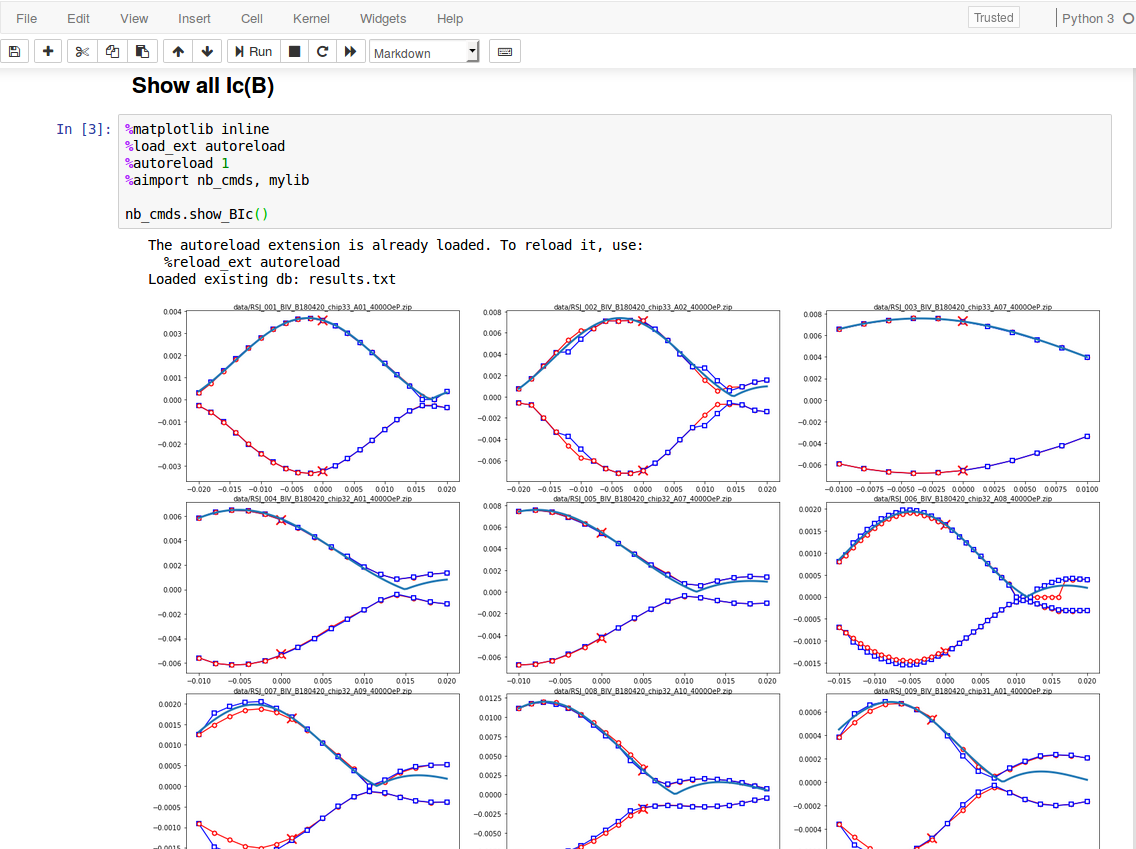 File Edit View Insert Cell Kernel Widgets Help Trusted Python 3
Run Markdown
Show all Ic(B)
In [3]:
%matplotlib inline
%load_ext autoreload
%autoreload 1
%aimport nb_cmds, mylib
nb_cmds.show_BIc()
The autoreload extension is already loaded. To reload it, use:
%reload_ext autoreload
Loaded existing db: results.txt
data/RSJ_001_BIV_B180420_chip33_A01_4000OeP.zip
0.004
0.003
0.002
0.001
0.000
−0.001
−0.002
−0.003
−0.020 −0.015 −0.010 −0.005 0.000 0.005 0.010 0.015 0.020
data/RSJ_002_BIV_B180420_chip33_A02_4000OeP.zip
0.008
0.006
0.004
0.002
0.000
−0.002
−0.004
−0.006
−0.020 −0.015 −0.010 −0.005 0.000 0.005 0.010 0.015 0.020
data/RSJ_003_BIV_B180420_chip33_A07_4000OeP.zip
0.008
0.006
0.004
0.002
0.000
−0.002
−0.004
−0.006
−0.0100 −0.0075 −0.0050 −0.0025 0.0000 0.0025 0.0050 0.0075 0.0100
data/RSJ_004_BIV_B180420_chip32_A01_4000OeP.zip
0.006
0.004
0.002
0.000
−0.002
−0.004
−0.006
−0.010 −0.005 0.000 0.005 0.010 0.015 0.020
data/RSJ_005_BIV_B180420_chip32_A07_4000OeP.zip
0.008
0.006
0.004
0.002
0.000
−0.002
−0.004
−0.006
−0.010 −0.005 0.000 0.005 0.010 0.015 0.020
data/RSJ_006_BIV_B180420_chip32_A08_4000OeP.zip
0.0020
0.0015
0.0010
0.0005
0.0000
−0.0005
−0.0010
−0.0015
−0.015 −0.010 −0.005 0.000 0.005 0.010 0.015 0.020
data/RSJ_007_BIV_B180420_chip32_A09_4000OeP.zip
0.0020
0.0015
0.0010
0.0005
0.0000
−0.0005
−0.0010
−0.0015
data/RSJ_008_BIV_B180420_chip32_A10_4000OeP.zip
0.0125
0.0100
0.0075
0.0050
0.0025
0.0000
−0.0025
−0.0050
data/RSJ_009_BIV_B180420_chip31_A01_4000OeP.zip
0.0006
0.0004
0.0002
0.0000
−0.0002
−0.0004